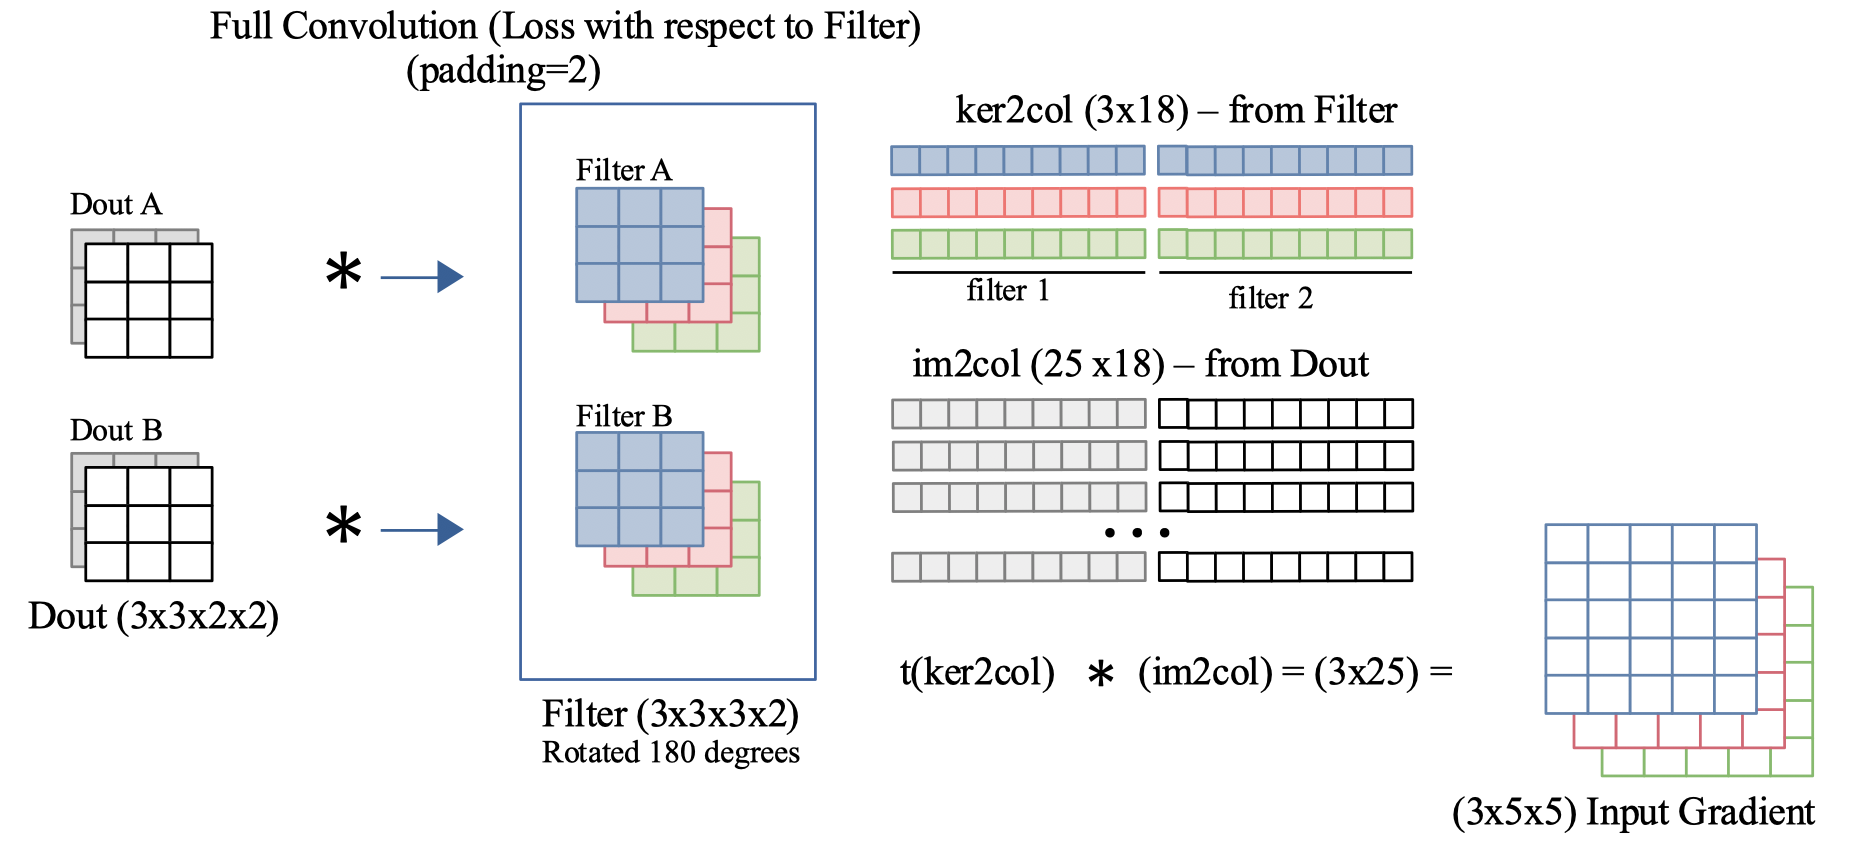 Full Convolution (Loss with respect to Filter)
(padding=2)
Dout A
Dout B
Dout (3x3x2x2)
*
*
Filter A
Filter B
Filter (3x3x3x2)
Rotated 180 degrees
ker2col (3x18) – from Filter
filter 1
filter 2
im2col (25 x18) – from Dout
• • •
t(ker2col) * (im2col) = (3x25) =
(3x5x5) Input Gradient